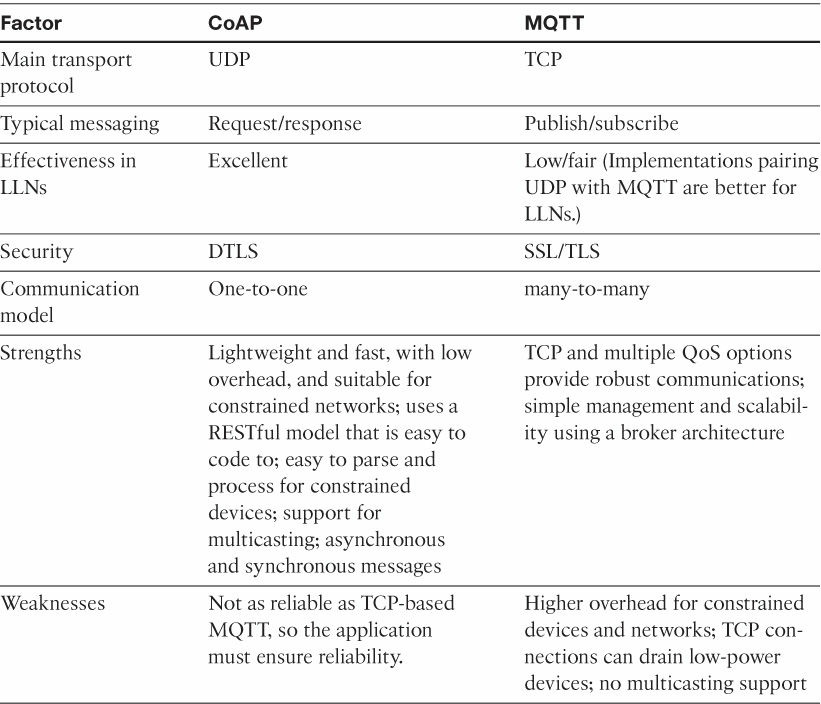 Factor CoAP MQTT
Main transport protocol UDP TCP
Typical messaging Request/response Publish/subscribe
Effectiveness in LLNs Excellent Low/fair (Implementations pairing UDP with MQTT are better for LLNs.)
Security DTLS SSL/TLS
Communication model One-to-one many-to-many
Strengths
Lightweight and fast, with low
overhead, and suitable for
constrained networks; uses a
RESTful model that is easy to
code to; easy to parse and
process for constrained
devices; support for
multicasting; asynchronous
and synchronous messages
TCP and multiple QoS options
provide robust communications;
simple management and scalabil-
ity using a broker architecture
Weaknesses
Not as reliable as TCP-based
MQTT, so the application
must ensure reliability.
Higher overhead for constrained
devices and networks; TCP con-
nections can drain low-power
devices; no multicasting support